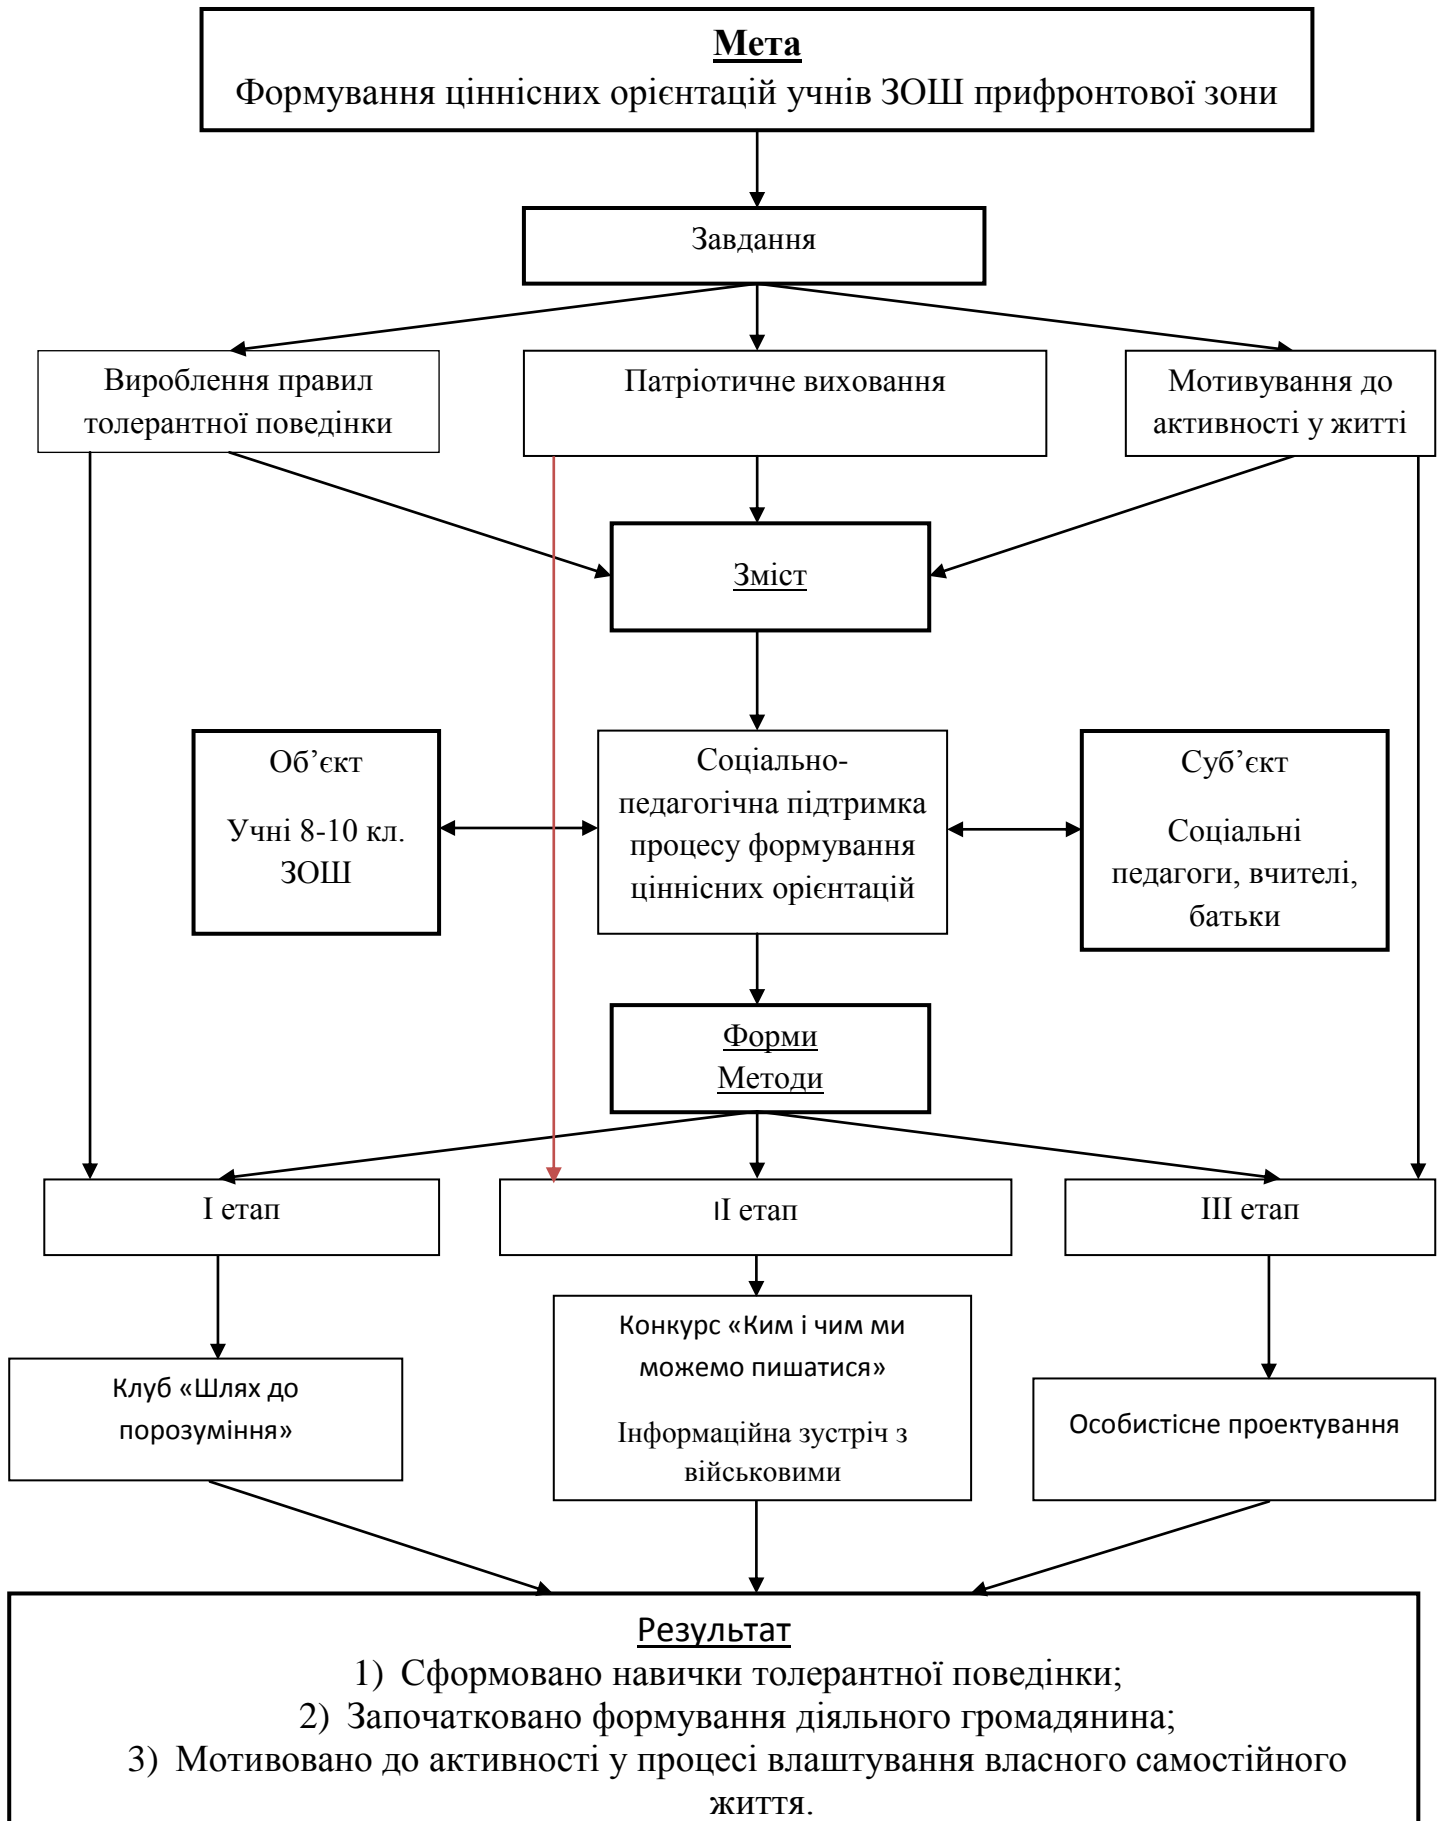 Мета
Формування ціннісних орієнтацій учнів ЗОШ прифронтової зони
Завдання
Вироблення правил
толерантної поведінки
Патріотичне виховання
Мотивування до
активності у житті
Зміст
Об’єкт
Учні 8-10 кл.
ЗОШ
Соціально-
педагогічна підтримка
процесу формування
ціннісних орієнтацій
Суб’єкт
Соціальні
педагоги, вчителі,
батьки
Форми
Методи
І етап
ІІ етап
ІІІ етап
Клуб «Шлях до
порозуміння»
Конкурс «Ким і чим ми
можемо пишатися»
Інформаційна зустріч з
військовими
Особистісне проектування
Результат
1) Сформовано навички толерантної поведінки;
2) Започатковано формування діяльного громадянина;
3) Мотивовано до активності у процесі влаштування власного самостійного
життя.